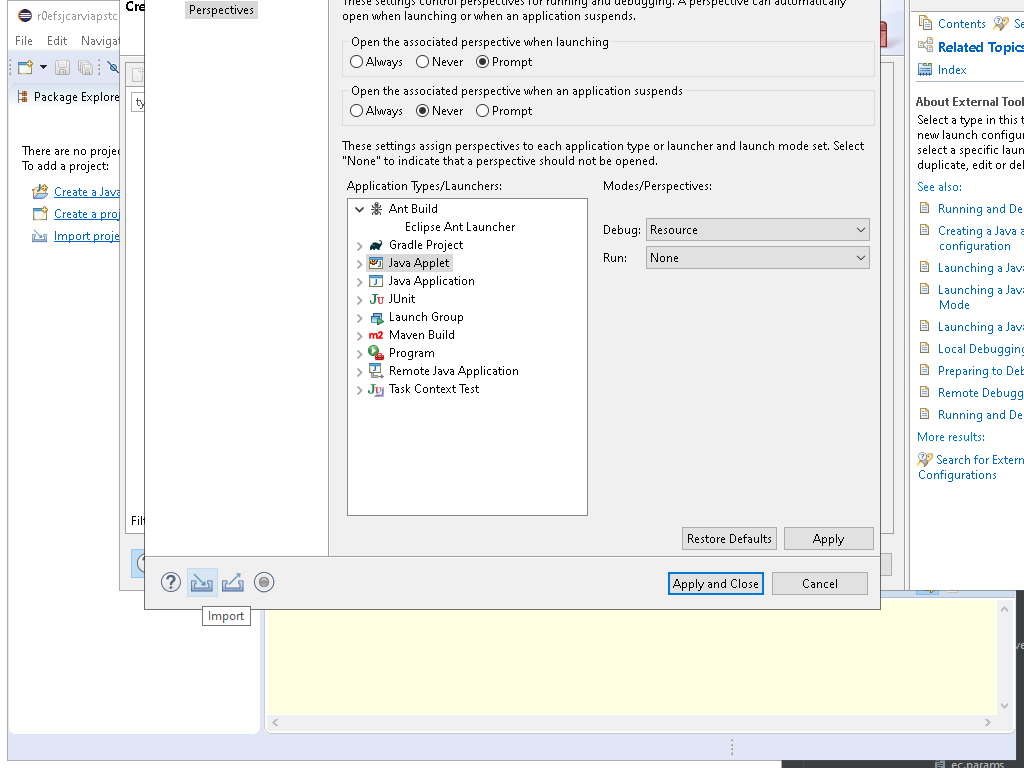 r0efsjcarviapstc
File Edit Navigat
Package Explore
There are no projec
To add a project:
Create a Java
Create a proj
Import proje
Cre
ty
Filt
Perspectives
These settings control perspectives for running and debugging. A perspective can automatically
open when launching or when an application suspends.
Open the associated perspective when launching
Always Never Prompt
Open the associated perspective when an application suspends
Always Never Prompt
These settings assign perspectives to each application type or launcher and launch mode set. Select
"None" to indicate that a perspective should not be opened.
Application Types/Launchers:
Ant Build
Eclipse Ant Launcher
Gradle Project
Java Applet
Java Application
JUnit
Launch Group
Maven Build
Program
Remote Java Application
Task Context Test
Modes/Perspectives:
Debug: Resource
Run: None
Restore Defaults Apply
Apply and Close Cancel
Import
Contents Se
Related Topics
Index
About External Tool
Select a type in this t
new launch configur
select a specific laun
duplicate, edit or del
See also:
Running and De
Creating a Java a
configuration
Launching a Java
Launching a Java
Mode
Launching a Java
Local Debugging
Preparing to Deb
Remote Debugg
Running and De
More results:
Search for Extern
Configurations
ve
ec.params